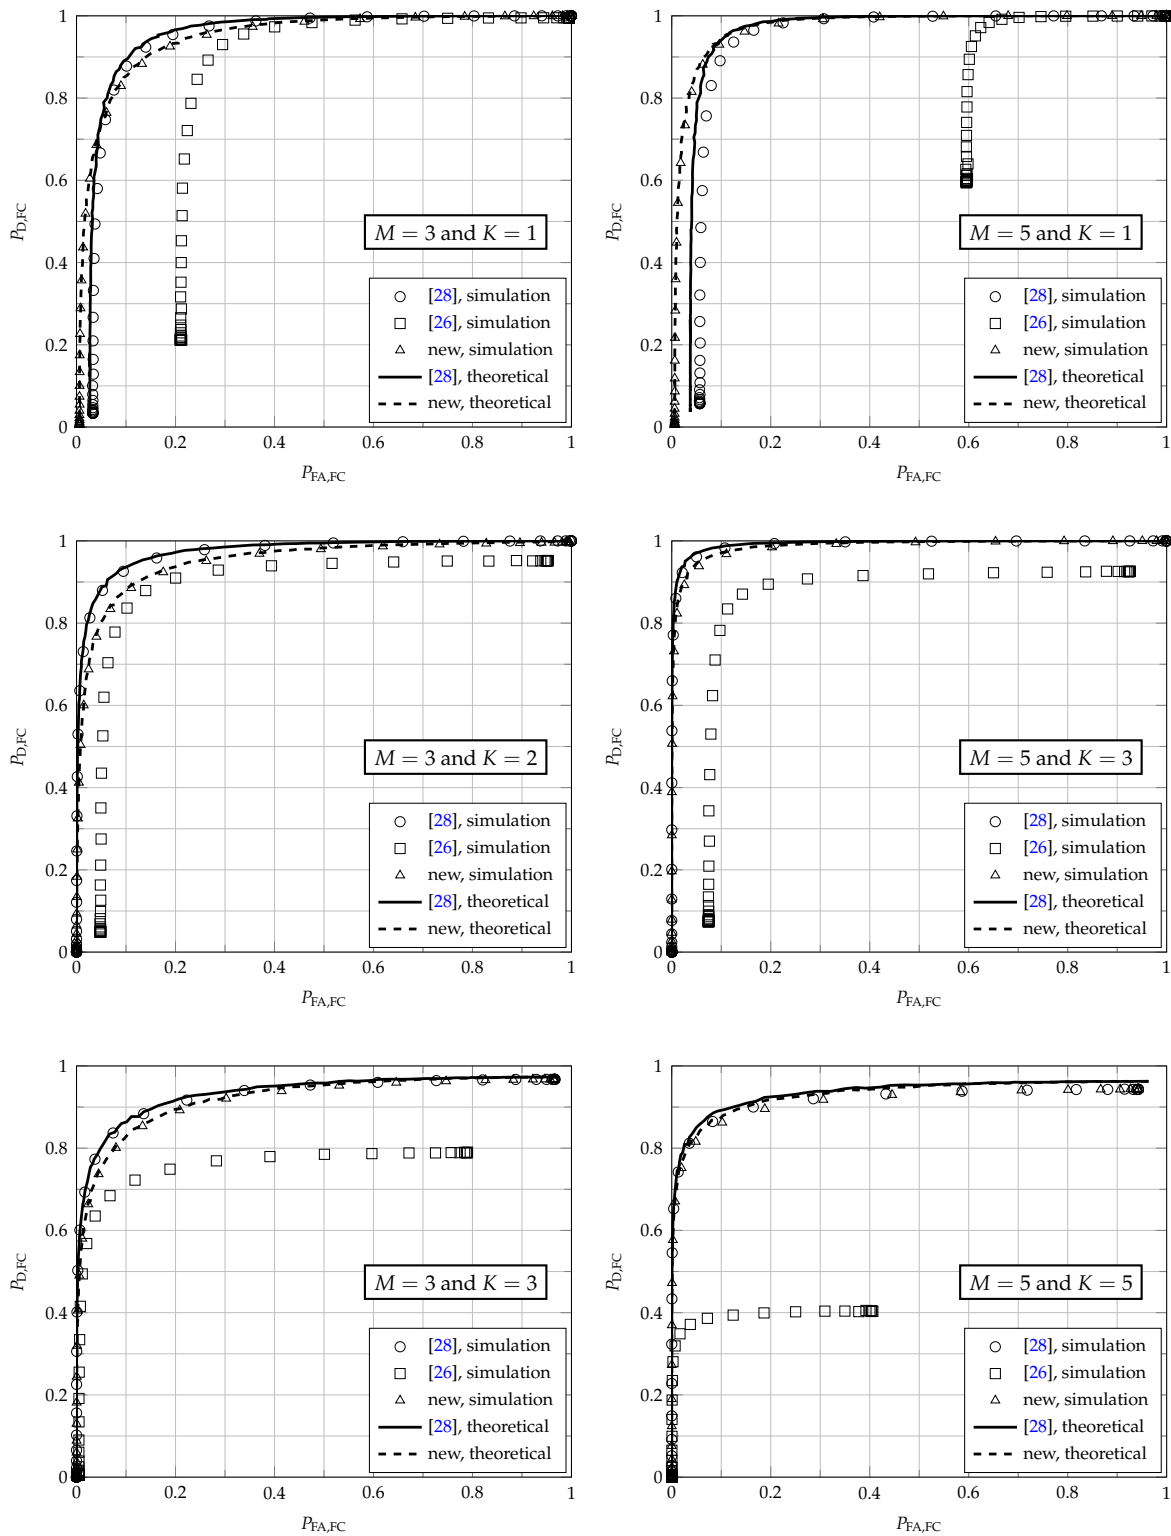 1
0.8
0.6
0.4
0.2
0
P_D,FC
0 0.2 0.4 0.6 0.8 1
P_FA,FC
M = 3 and K = 1
[28], simulation
[26], simulation
new, simulation
[28], theoretical
new, theoretical
1
0.8
0.6
0.4
0.2
0
P_D,FC
0 0.2 0.4 0.6 0.8 1
P_FA,FC
M = 5 and K = 1
[28], simulation
[26], simulation
new, simulation
[28], theoretical
new, theoretical
1
0.8
0.6
0.4
0.2
0
P_D,FC
0 0.2 0.4 0.6 0.8 1
P_FA,FC
M = 3 and K = 2
[28], simulation
[26], simulation
new, simulation
[28], theoretical
new, theoretical
1
0.8
0.6
0.4
0.2
0
P_D,FC
0 0.2 0.4 0.6 0.8 1
P_FA,FC
M = 5 and K = 3
[28], simulation
[26], simulation
new, simulation
[28], theoretical
new, theoretical
1
0.8
0.6
0.4
0.2
0
P_D,FC
0 0.2 0.4 0.6 0.8 1
P_FA,FC
M = 3 and K = 3
[28], simulation
[26], simulation
new, simulation
[28], theoretical
new, theoretical
1
0.8
0.6
0.4
0.2
0
P_D,FC
0 0.2 0.4 0.6 0.8 1
P_FA,FC
M = 5 and K = 5
[28], simulation
[26], simulation
new, simulation
[28], theoretical
new, theoretical